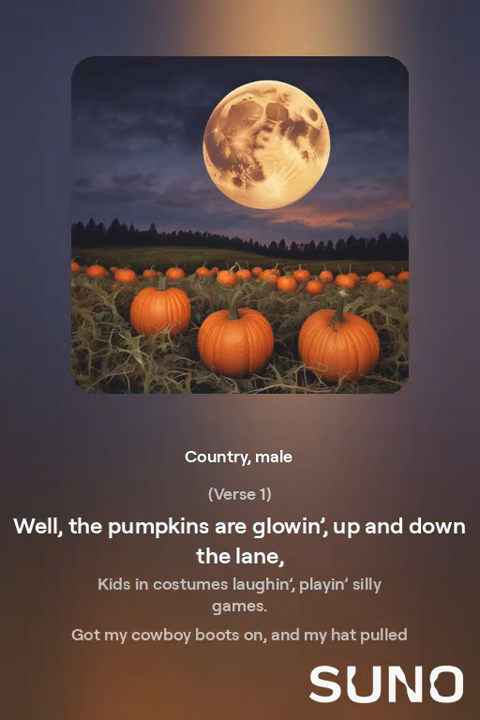 Country, male
(Verse 1)
Well, the pumpkins are glowin’, up and down
the lane,
Kids in costumes laughin’, playin’ silly
games.
Got my cowboy boots on, and my hat pulled
SUNO